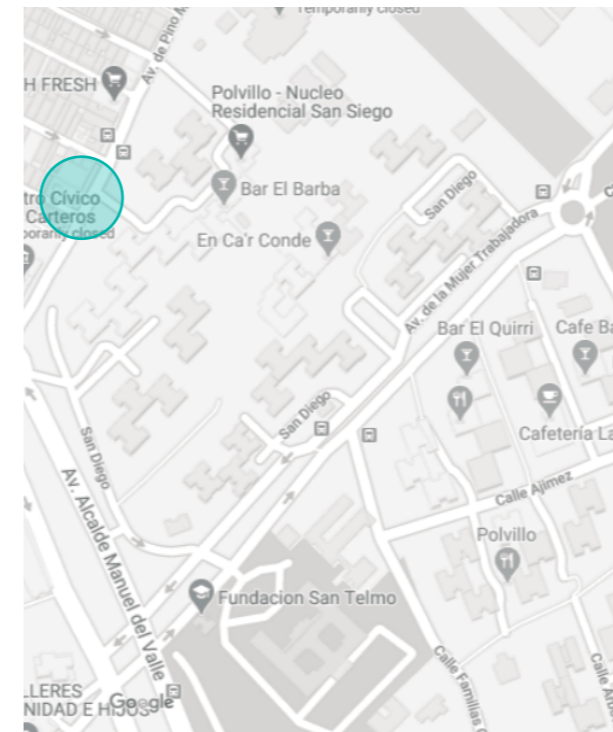 Temporarily closed
Av. de Pino M
H FRESH
Polvillo - Nucleo
Residencial San Siego
tro Cívico
Carteros
porarily closed
Bar El Barba
San Diego
En Ca'r Conde
Av. de la Mujer Trabajadora
C
Bar El Quirri
Cafe Ba
San Diego
San Diego
Cafetería La
Calle Ajimez
Av. Alcalde Manuel del Valle
Polvillo
Fundacion San Telmo
Calle Familias
LLERES
NIDAD E HIJOS
Google